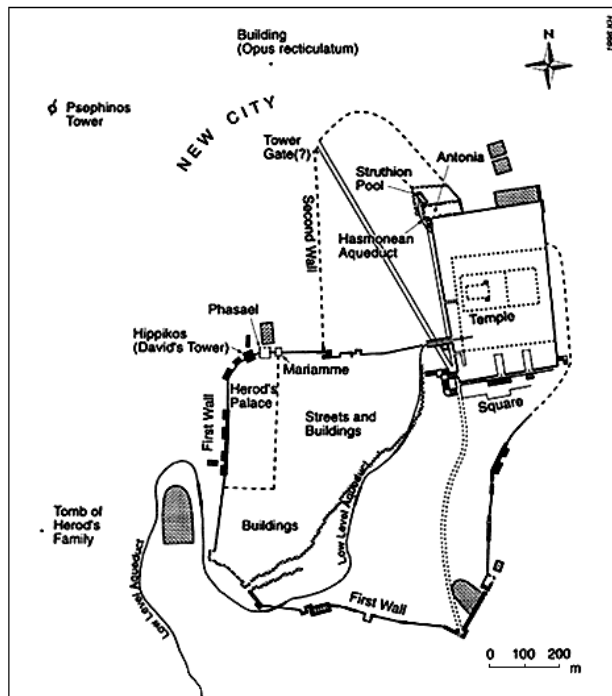 Building
(Opus recticulatum)
N
Psephinos
Tower
NEW CITY
Tower
Gate(?)
Antonia
Struthion
Pool
Second Wall
Hasmonean
Aqueduct
Phasael
Temple
Hippikos
(David's Tower)
Mariamme
Herod's
Palace
Square
First Wall
Streets and
Buildings
Low Level Aqueduct
Buildings
Tomb of
Herod's
Family
Low Level Aqueduct
First Wall
0 100 200
m